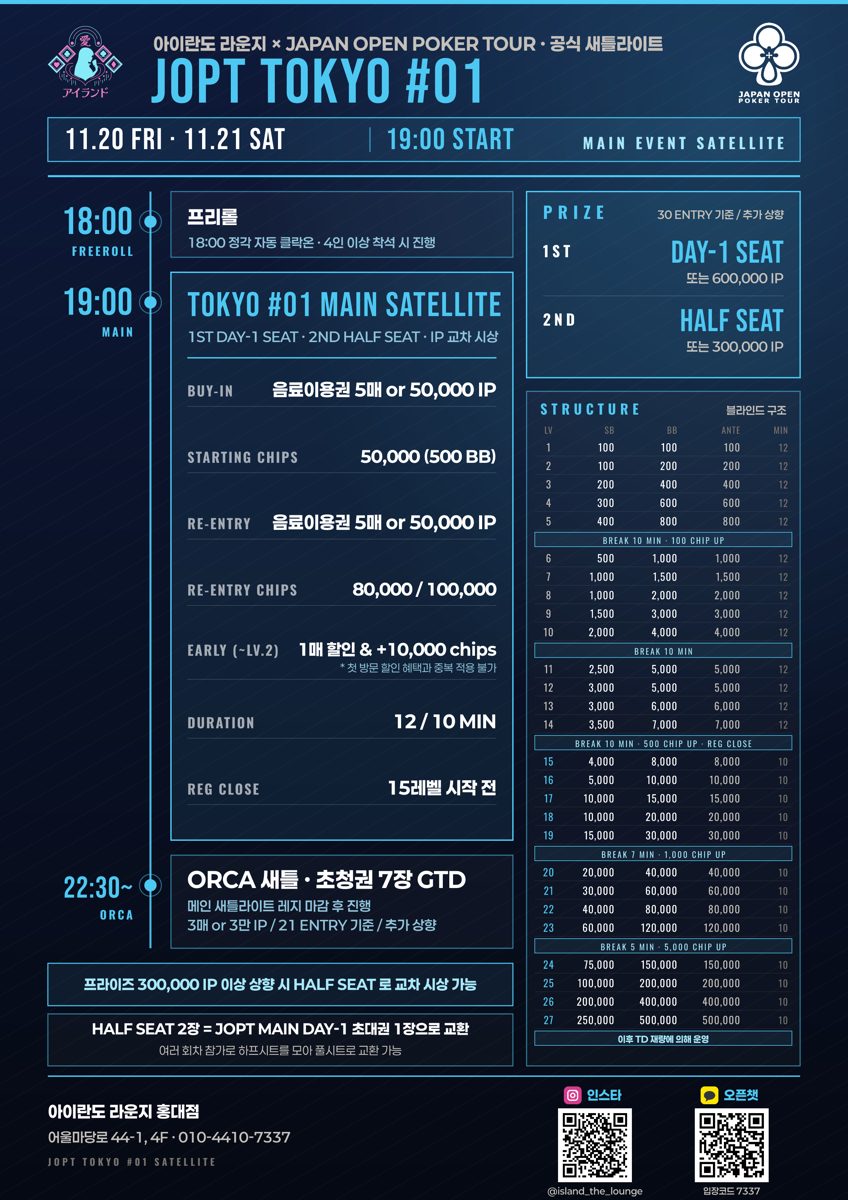 愛
アイランド
아이란도 라운지 × JAPAN OPEN POKER TOUR · 공식 새틀라이트
JOPT TOKYO #01
JAPAN OPEN
POKER TOUR
11.20 FRI · 11.21 SAT | 19:00 START MAIN EVENT SATELLITE
18:00
FREEROLL
프리롤
18:00 정각 자동 클락온 · 4인 이상 착석 시 진행
19:00
MAIN
TOKYO #01 MAIN SATELLITE
1ST DAY-1 SEAT · 2ND HALF SEAT · IP 교차 시상
BUY-IN 음료이용권 5매 or 50,000 IP
STARTING CHIPS 50,000 (500 BB)
RE-ENTRY 음료이용권 5매 or 50,000 IP
RE-ENTRY CHIPS 80,000 / 100,000
EARLY (~LV.2) 1매 할인 & +10,000 chips
* 첫 방문 할인 혜택과 중복 적용 불가
DURATION 12 / 10 MIN
REG CLOSE 15레벨 시작 전
22:30~
ORCA
ORCA 새틀 · 초청권 7장 GTD
메인 새틀라이트 레지 마감 후 진행
3매 or 3만 IP / 21 ENTRY 기준 / 추가 상향
프라이즈 300,000 IP 이상 상향 시 HALF SEAT 로 교차 시상 가능
HALF SEAT 2장 = JOPT MAIN DAY-1 초대권 1장으로 교환
여러 회차 참가로 하프시트를 모아 풀시트로 교환 가능
PRIZE 30 ENTRY 기준 / 추가 상향
1ST DAY-1 SEAT
또는 600,000 IP
2ND HALF SEAT
또는 300,000 IP
STRUCTURE 블라인드 구조
LV SB BB ANTE MIN
1 100 100 100 12
2 100 200 200 12
3 200 400 400 12
4 300 600 600 12
5 400 800 800 12
BREAK 10 MIN · 100 CHIP UP
6 500 1,000 1,000 12
7 1,000 1,500 1,500 12
8 1,000 2,000 2,000 12
9 1,500 3,000 3,000 12
10 2,000 4,000 4,000 12
BREAK 10 MIN
11 2,500 5,000 5,000 12
12 3,000 5,000 5,000 12
13 3,000 6,000 6,000 12
14 3,500 7,000 7,000 12
BREAK 10 MIN · 500 CHIP UP · REG CLOSE
15 4,000 8,000 8,000 10
16 5,000 10,000 10,000 10
17 10,000 15,000 15,000 10
18 10,000 20,000 20,000 10
19 15,000 30,000 30,000 10
BREAK 7 MIN · 1,000 CHIP UP
20 20,000 40,000 40,000 10
21 30,000 60,000 60,000 10
22 40,000 80,000 80,000 10
23 60,000 120,000 120,000 10
BREAK 5 MIN · 5,000 CHIP UP
24 75,000 150,000 150,000 10
25 100,000 200,000 200,000 10
26 200,000 400,000 400,000 10
27 250,000 500,000 500,000 10
이후 TD 재량에 의해 운영
아이란도 라운지 홍대점
어울마당로 44-1, 4F · 010-4410-7337
JOPT TOKYO #01 SATELLITE
인스타
@island_the_lounge
오픈챗
입장코드 7337